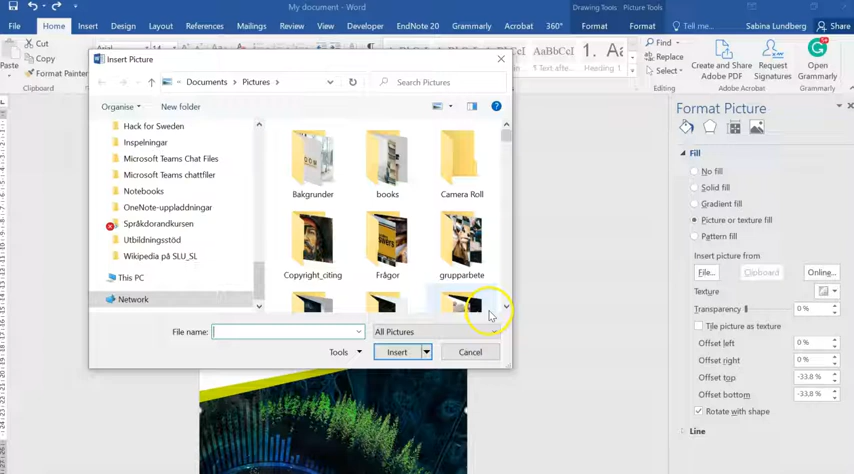 My document - Word
File Home Insert Design Layout References Mailings Review View Developer EndNote 20 Grammarly Acrobat 360° Format Format Tell me... Sabina Lundberg Share
Drawing Tools Picture Tools
Paste
Cut
Copy
Format Painter
Clipboard
Heading 1
Find
Replace
Select
Editing
Create and Share
Adobe PDF
Request
Signatures
Adobe Acrobat
Open
Grammarly
Grammarly
Insert Picture
« Documents > Pictures >
Search Pictures
Organise
New folder
Hack for Sweden
Inspelningar
Microsoft Teams Chat Files
Microsoft Teams chattfiler
Notebooks
OneNote-uppladdningar
Språkdorandkursen
Utbildningsstöd
Wikipedia på SLU_SL
This PC
Network
Bakgrunder
books
Camera Roll
Copyright_citing
Frågor
grupparbete
File name:
All Pictures
Tools
Insert
Cancel
Format Picture
Fill
No fill
Solid fill
Gradient fill
Picture or texture fill
Pattern fill
Insert picture from
File... Clipboard Online...
Texture
Transparency 0 %
Tile picture as texture
Offset left 0 %
Offset right 0 %
Offset top -33,8 %
Offset bottom -33,8 %
Rotate with shape
Line